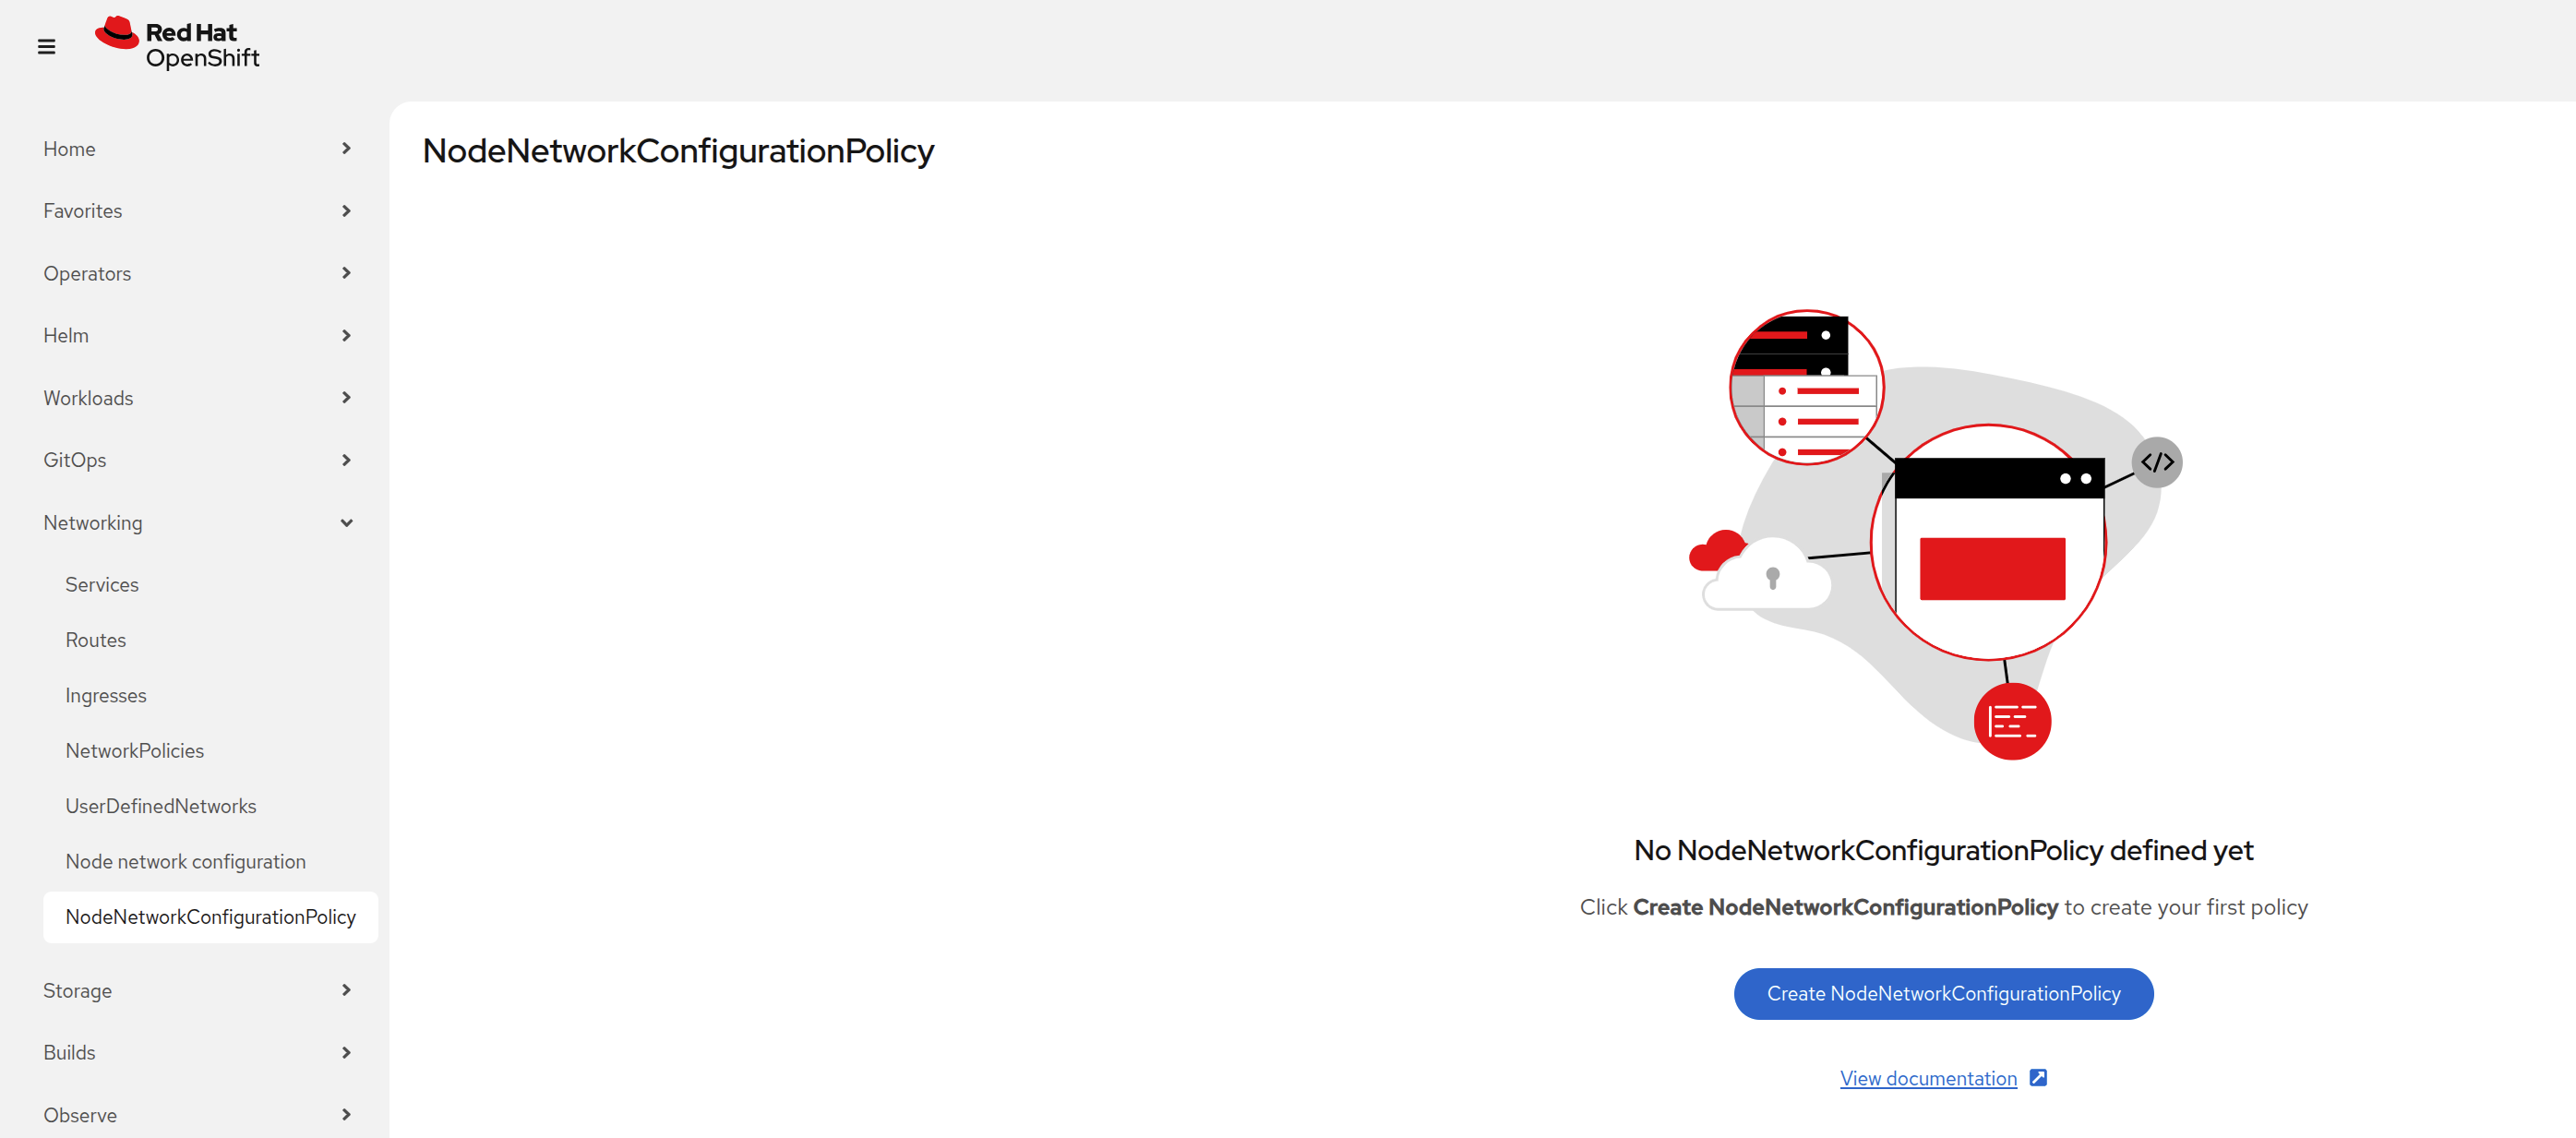 Red Hat
OpenShift
Home
Favorites
Operators
Helm
Workloads
GitOps
Networking
Services
Routes
Ingresses
NetworkPolicies
UserDefinedNetworks
Node network configuration
NodeNetworkConfigurationPolicy
Storage
Builds
Observe
NodeNetworkConfigurationPolicy
</>
No NodeNetworkConfigurationPolicy defined yet
Click Create NodeNetworkConfigurationPolicy to create your first policy
Create NodeNetworkConfigurationPolicy
View documentation